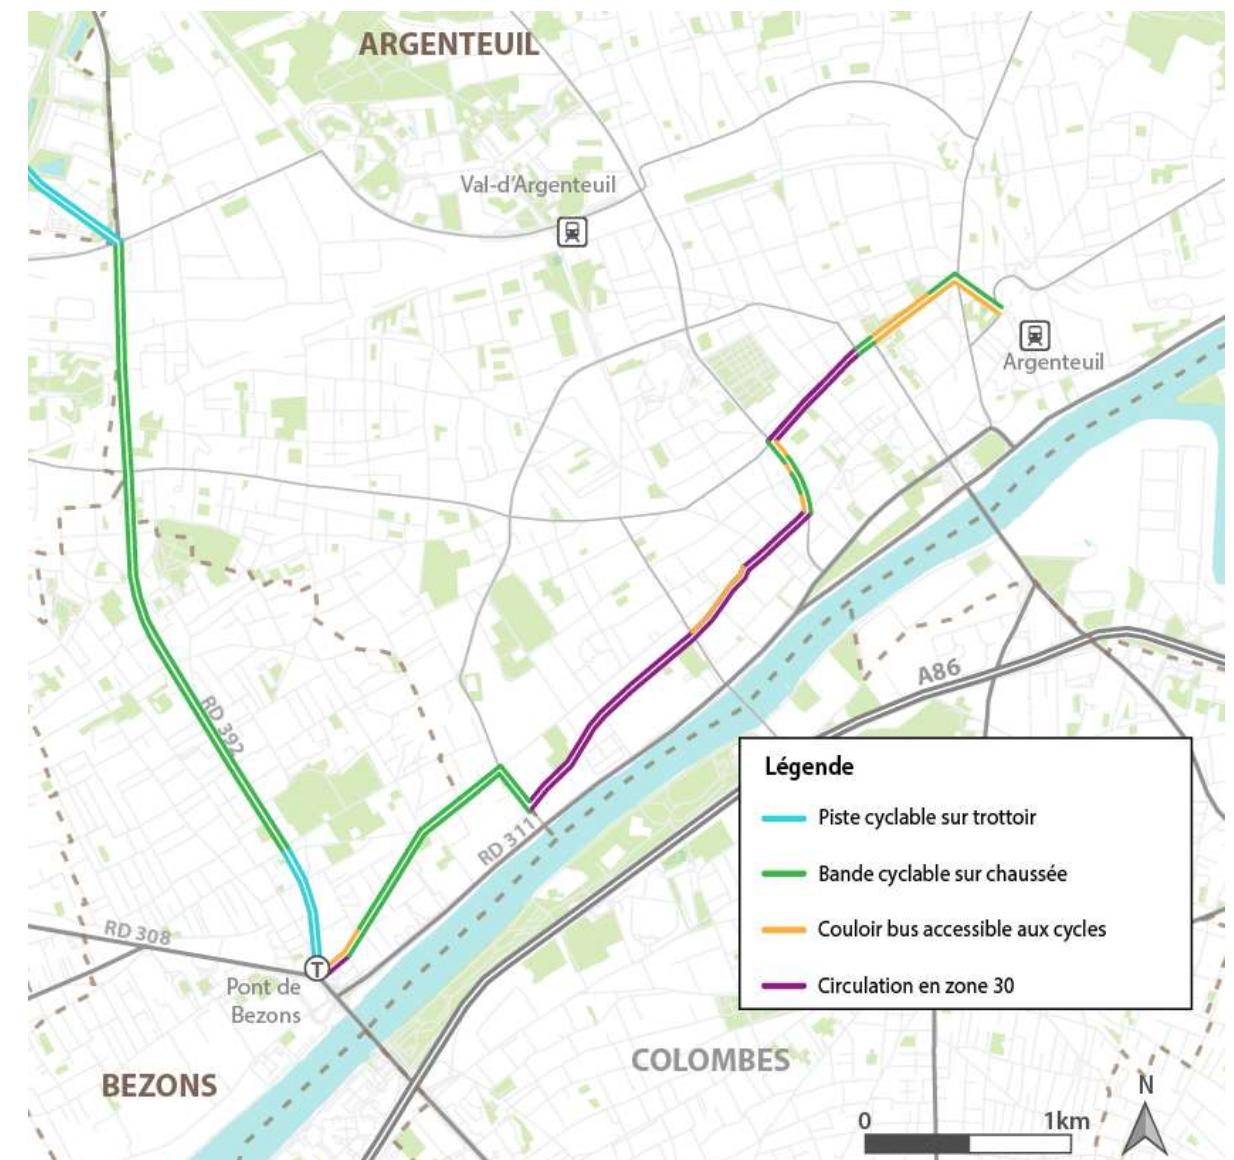 ARGENTEUIL
Val-d'Argenteuil
Argenteuil
A86
RD 392
Légende
Piste cyclable sur trottoir
Bande cyclable sur chaussée
Couloir bus accessible aux cycles
Circulation en zone 30
RD 311
RD 308
T
Pont de
Bezons
COLOMBES
BEZONS
N
0 1km